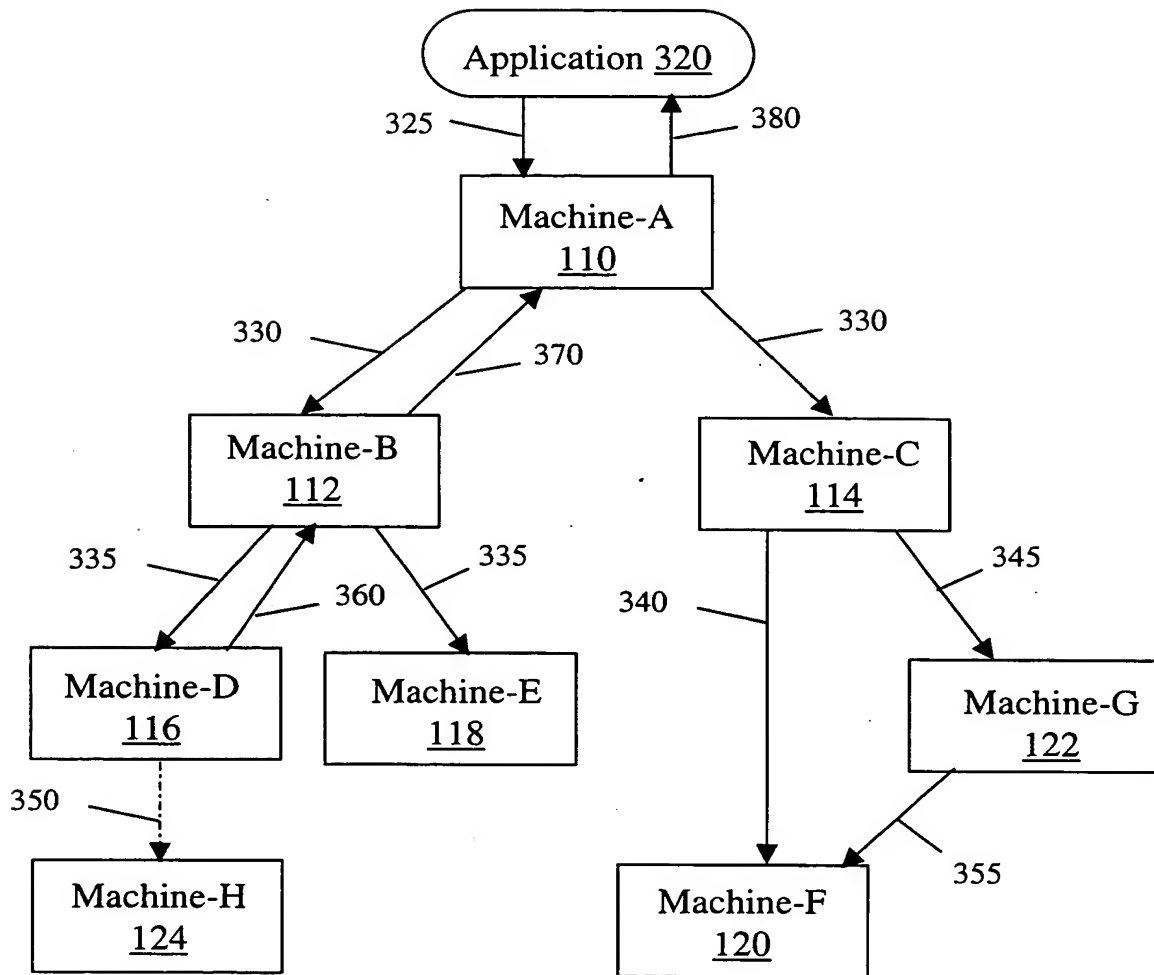 Application 320
325
380
Machine-A
110
330
370
330
Machine-B
112
Machine-C
114
335
360
335
340
345
Machine-D
116
Machine-E
118
Machine-G
122
350
355
Machine-H
124
Machine-F
120